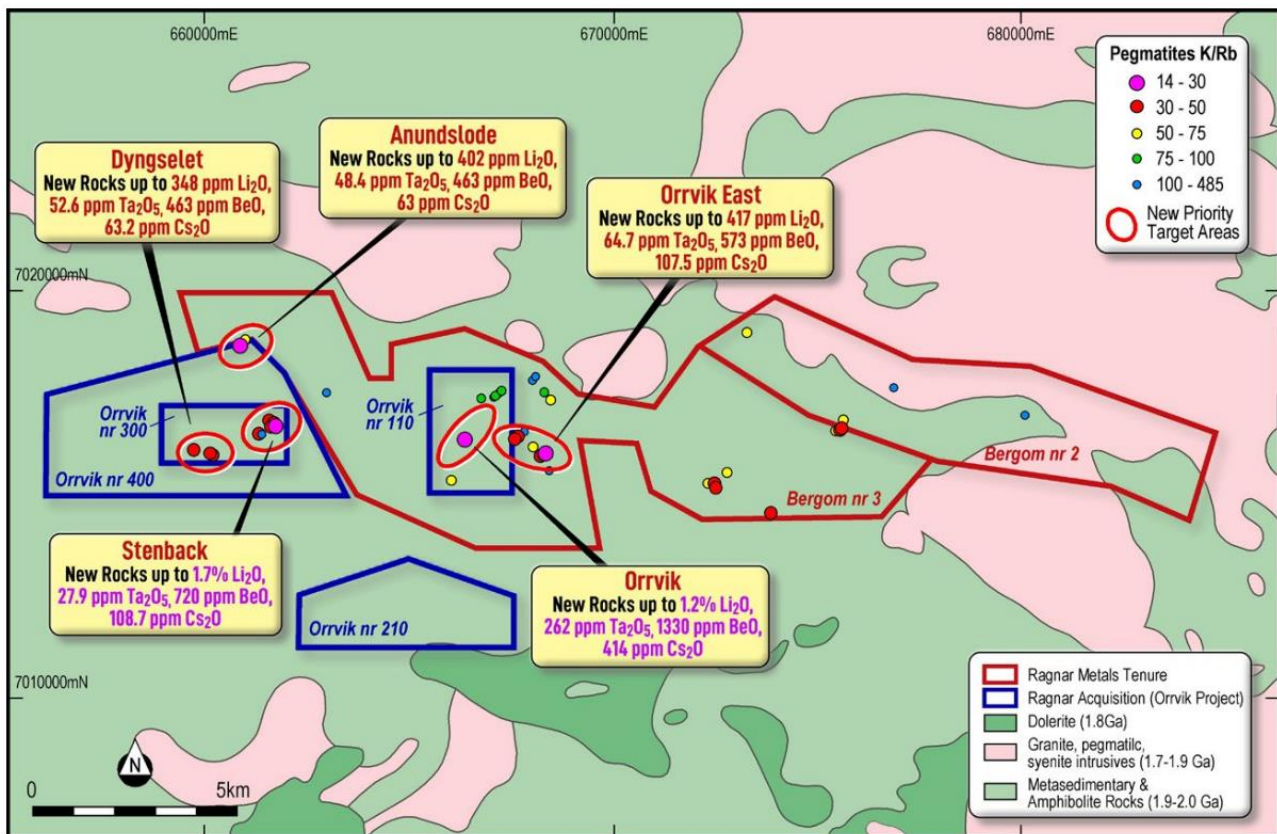 660000mE
670000mE
680000mE
Pegmatites K/Rb
14 - 30
30 - 50
50 - 75
75 - 100
100 - 485
New Priority
Target Areas
Anundslode
New Rocks up to 402 ppm Li₂O,
48.4 ppm Ta₂O₅, 463 ppm BeO,
63 ppm Cs₂O
Dyngselet
New Rocks up to 348 ppm Li₂O,
52.6 ppm Ta₂O₅, 463 ppm BeO,
63.2 ppm Cs₂O
Orrvik East
New Rocks up to 417 ppm Li₂O,
64.7 ppm Ta₂O₅, 573 ppm BeO,
107.5 ppm Cs₂O
7020000mN
Orrvik
nr 300
Orrvik
nr 110
Orrvik nr 400
Bergom nr 2
Bergom nr 3
Stenback
New Rocks up to 1.7% Li₂O,
27.9 ppm Ta₂O₅, 720 ppm BeO,
108.7 ppm Cs₂O
Orrvik
New Rocks up to 1.2% Li₂O,
262 ppm Ta₂O₅, 1330 ppm BeO,
414 ppm Cs₂O
Orrvik nr 210
7010000mN
Ragnar Metals Tenure
Ragnar Acquisition (Orrvik Project)
Dolerite (1.8Ga)
Granite, pegmatilc,
syenite intrusives (1.7-1.9 Ga)
Metasedimentary &
Amphibolite Rocks (1.9-2.0 Ga)
N
0
5km